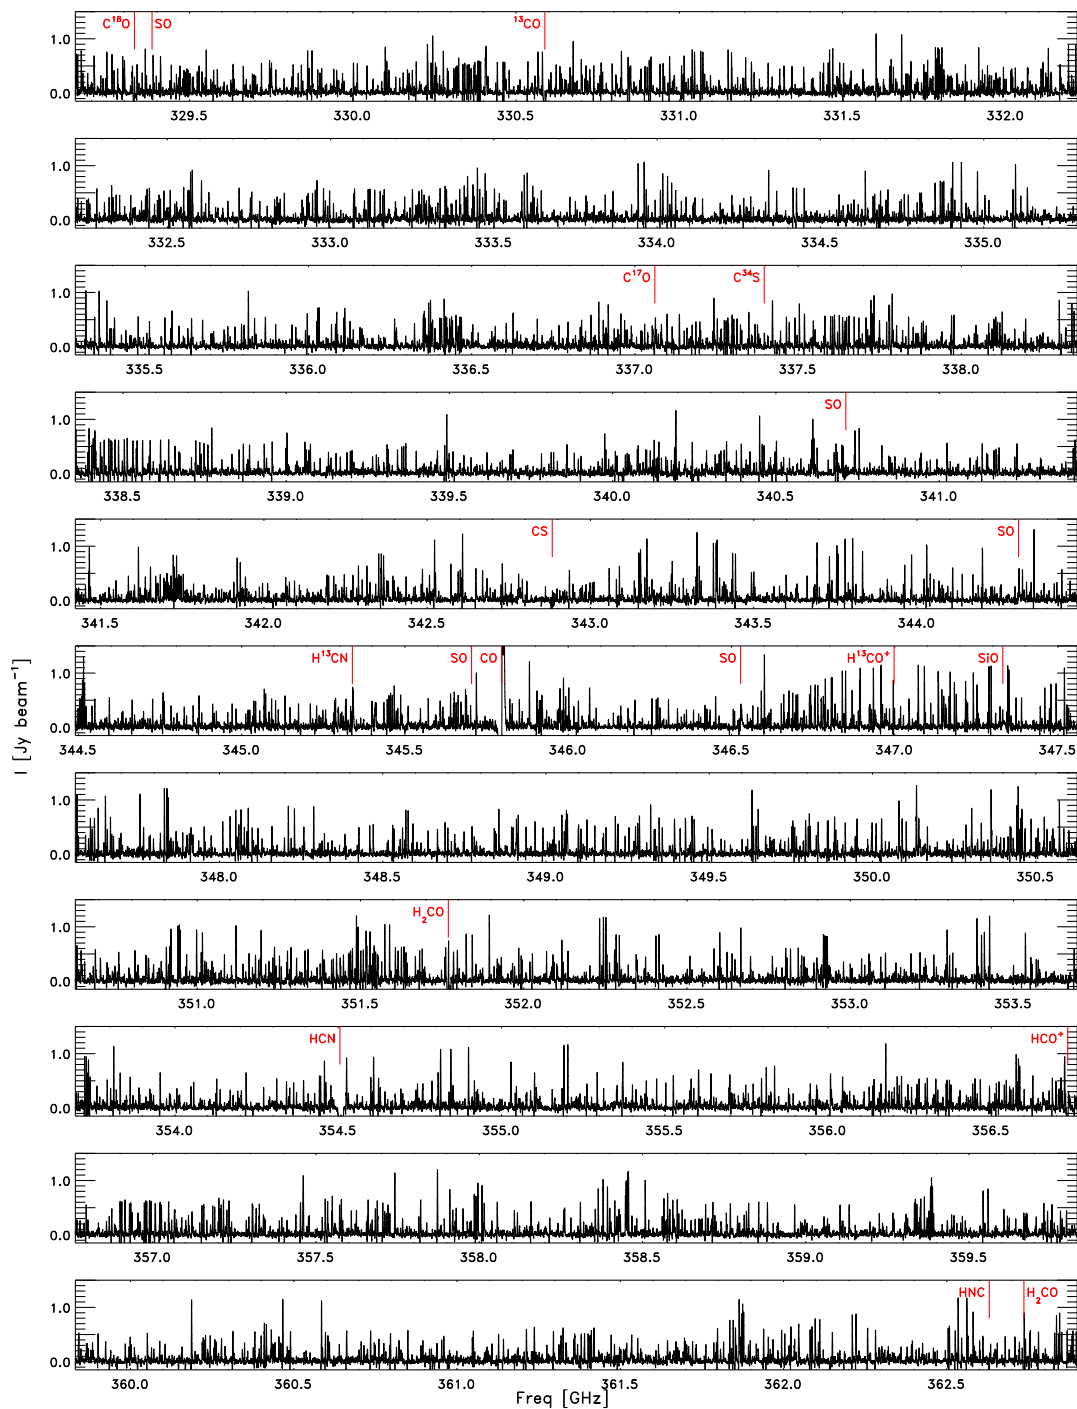 C¹⁸O SO ¹³CO
1.0
0.0
329.5 330.0 330.5 331.0 331.5 332.0
1.0
0.0
332.5 333.0 333.5 334.0 334.5 335.0
C¹⁷O C³⁴S
1.0
0.0
335.5 336.0 336.5 337.0 337.5 338.0
SO
1.0
0.0
338.5 339.0 339.5 340.0 340.5 341.0
CS SO
1.0
0.0
341.5 342.0 342.5 343.0 343.5 344.0
H¹³CN SO CO SO H¹³CO⁺ SiO
1.0
0.0
344.5 345.0 345.5 346.0 346.5 347.0 347.5
I [Jy beam⁻¹]
1.0
0.0
348.0 348.5 349.0 349.5 350.0 350.5
H₂CO
1.0
0.0
351.0 351.5 352.0 352.5 353.0 353.5
HCN HCO⁺
1.0
0.0
354.0 354.5 355.0 355.5 356.0 356.5
1.0
0.0
357.0 357.5 358.0 358.5 359.0 359.5
HNC H₂CO
1.0
0.0
360.0 360.5 361.0 361.5 362.0 362.5
Freq [GHz]